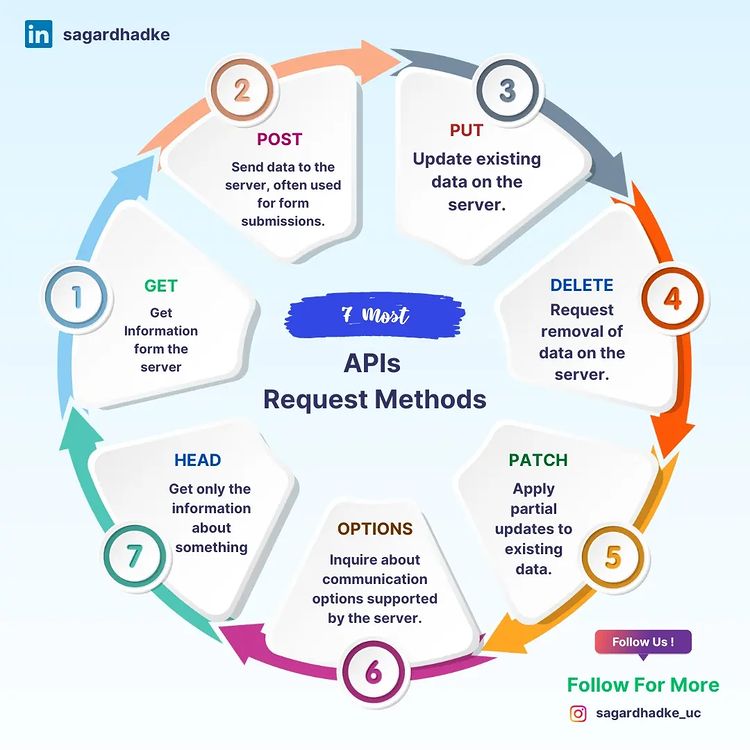 in sagardhadke
7 Most
APIs
Request Methods
1
GET
Get
Information
form the
server
2
POST
Send data to the
server, often used
for form
submissions.
3
PUT
Update existing
data on the
server.
4
DELETE
Request
removal of
data on the
server.
5
PATCH
Apply
partial
updates to
existing
data.
6
OPTIONS
Inquire about
communication
options supported
by the server.
7
HEAD
Get only the
information
about
something
Follow Us !
Follow For More
sagardhadke_uc